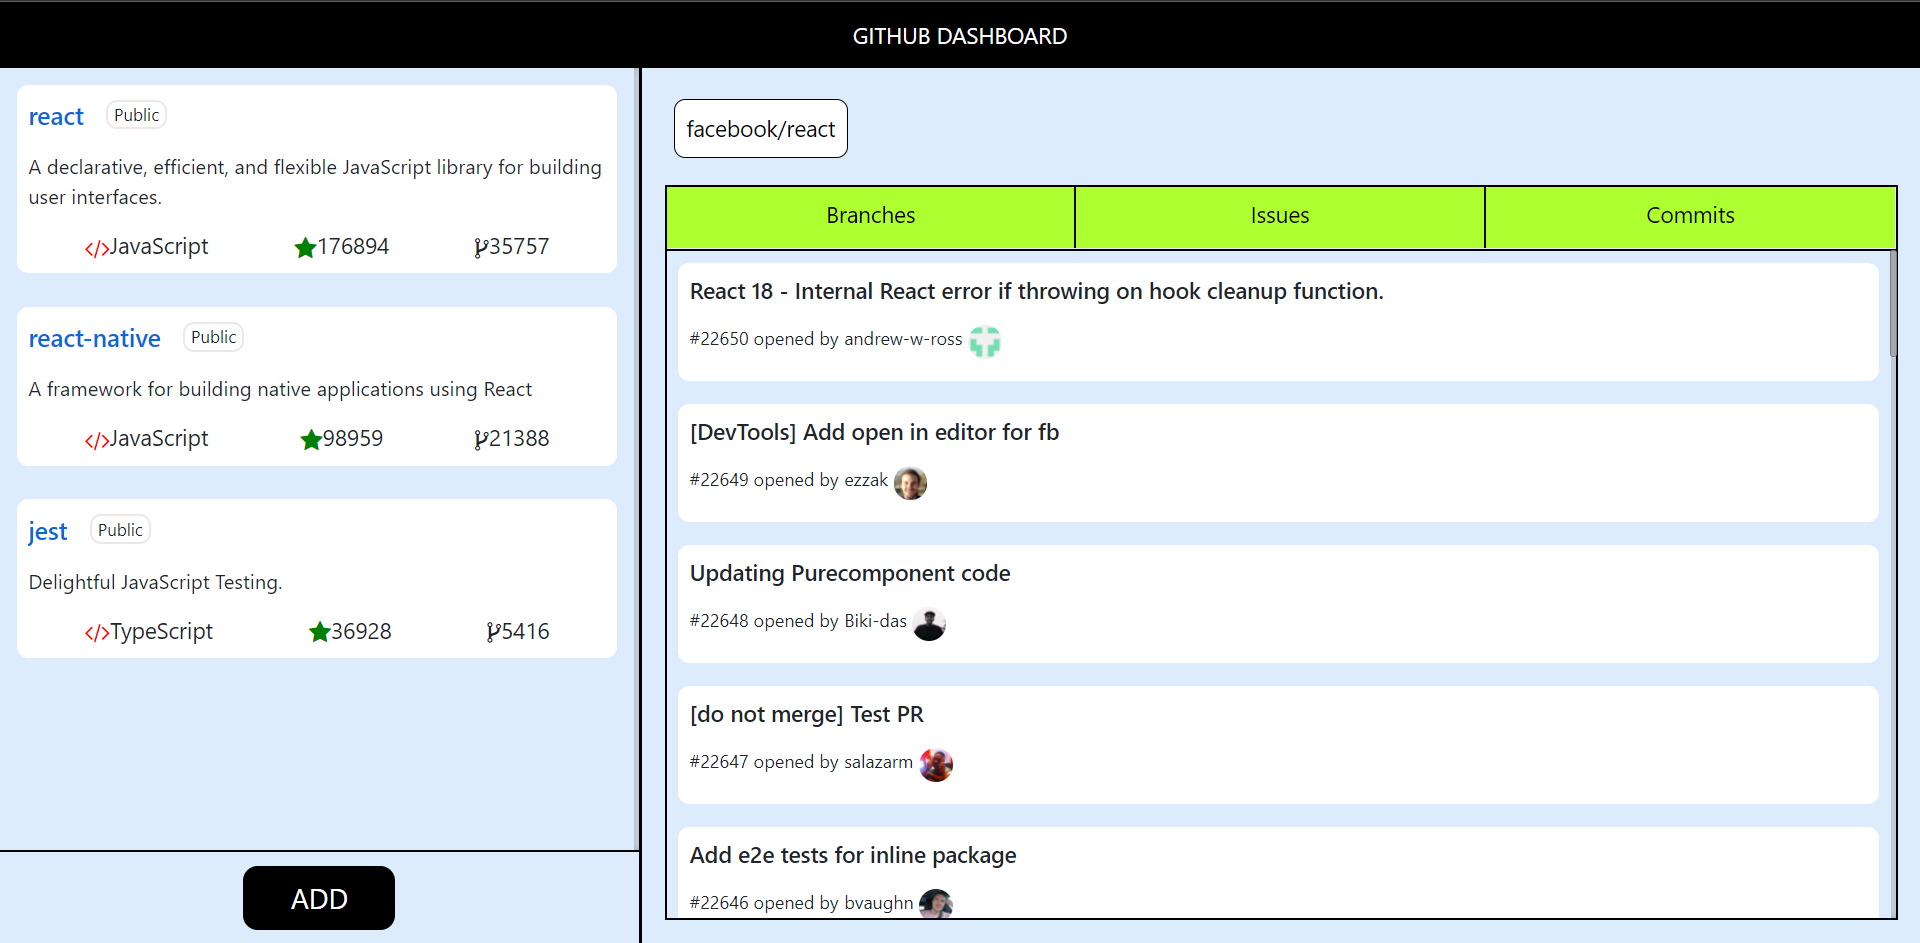 GITHUB DASHBOARD
react Public
A declarative, efficient, and flexible JavaScript library for building
user interfaces.
</>JavaScript 176894 35757
react-native Public
A framework for building native applications using React
</>JavaScript 98959 21388
jest Public
Delightful JavaScript Testing.
</>TypeScript 36928 5416
ADD
facebook/react
Branches Issues Commits
React 18 - Internal React error if throwing on hook cleanup function.
#22650 opened by andrew-w-ross
[DevTools] Add open in editor for fb
#22649 opened by ezzak
Updating Purecomponent code
#22648 opened by Biki-das
[do not merge] Test PR
#22647 opened by salazarm
Add e2e tests for inline package
#22646 opened by bvaughn